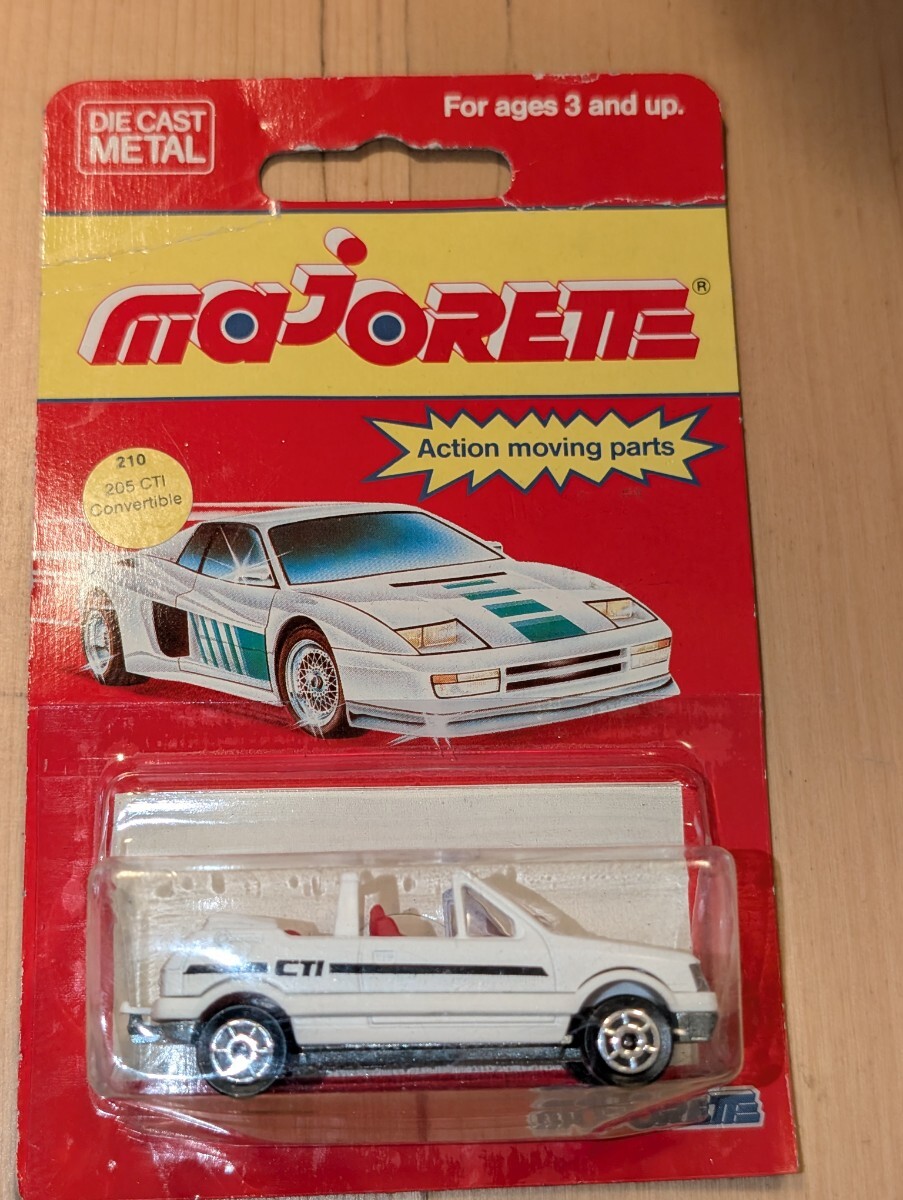 DIE CAST
METAL
For ages 3 and up.
majORETTE ®
Action moving parts
210
205 CTI
Convertible
CTI
majORETTE